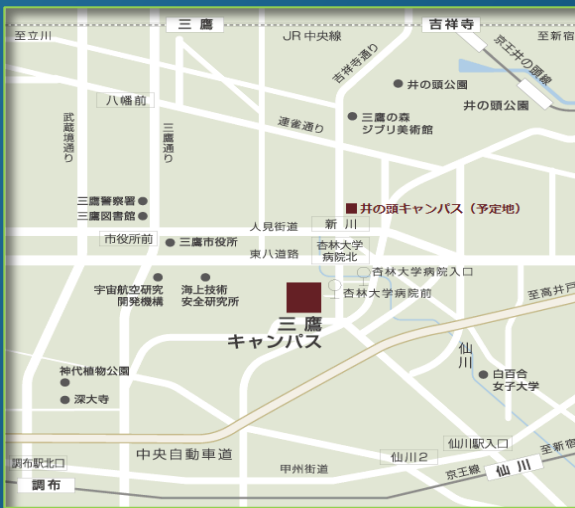 至立川
三鷹
JR中央線
吉祥寺
至新宿
吉祥寺通り
京王井の頭線
井の頭公園
井の頭公園
八幡前
三鷹の森
ジブリ美術館
連雀通り
武蔵境通り
三鷹通り
三鷹警察署
三鷹図書館
井の頭キャンパス（予定地）
人見街道
新川
市役所前
三鷹市役所
東八道路
杏林大学
病院北
杏林大学病院入口
宇宙航空研究
開発機構
海上技術
安全研究所
杏林大学病院前
至高井戸
三鷹
キャンパス
仙川
神代植物公園
深大寺
白百合
女子大学
中央自動車道
仙川駅入口
調布駅北口
甲州街道
仙川2
至新宿
京王線
仙川
調布